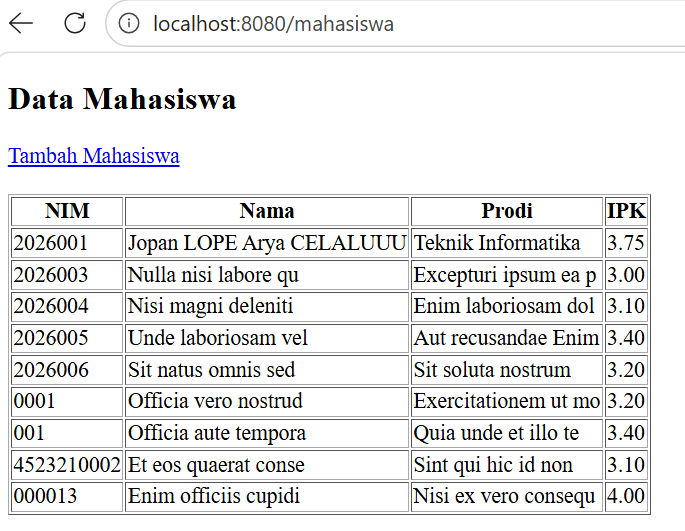 localhost:8080/mahasiswa
Data Mahasiswa
Tambah Mahasiswa
NIM Nama Prodi IPK
2026001 Jopan LOPE Arya CELALUUU Teknik Informatika 3.75
2026003 Nulla nisi labore qu Excepturi ipsum ea p 3.00
2026004 Nisi magni deleniti Enim laboriosam dol 3.10
2026005 Unde laboriosam vel Aut recusandae Enim 3.40
2026006 Sit natus omnis sed Sit soluta nostrum 3.20
0001 Officia vero nostrud Exercitationem ut mo 3.20
001 Officia aute tempora Quia unde et illo te 3.40
4523210002 Et eos quaerat conse Sint qui hic id non 3.10
000013 Enim officiis cupidi Nisi ex vero consequ 4.00